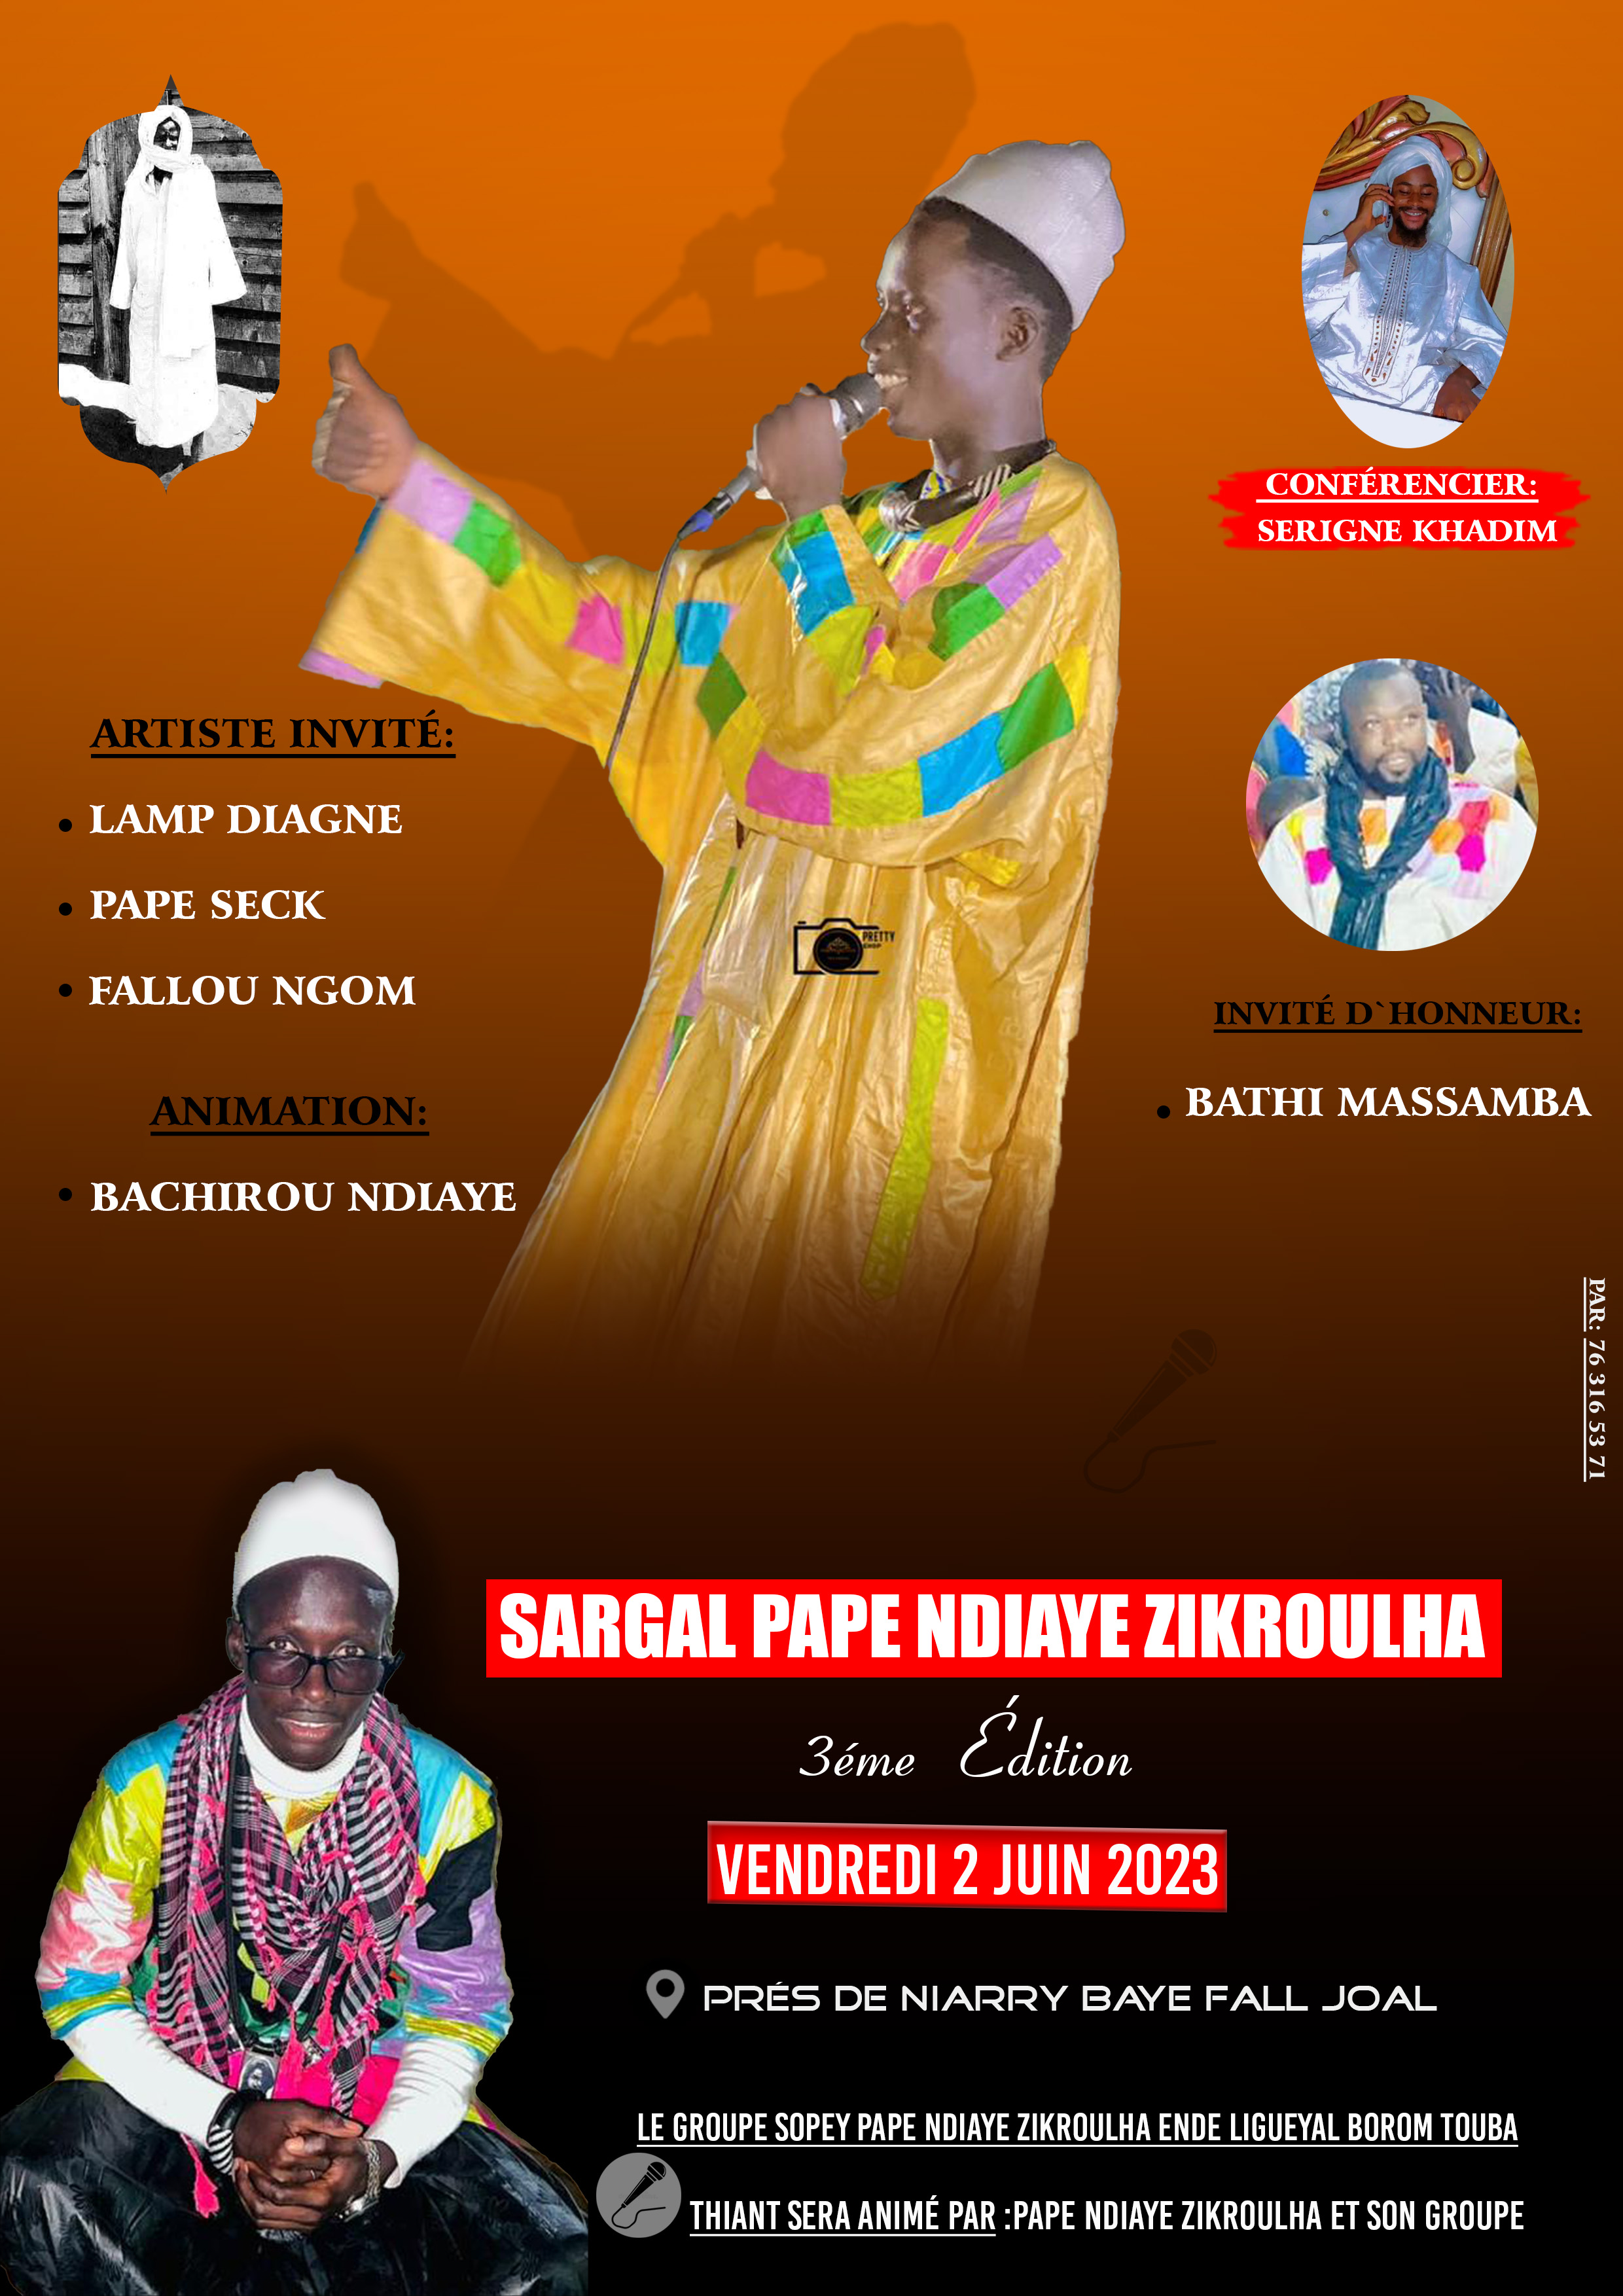 CONFÉRENCIER:
SERIGNE KHADIM
ARTISTE INVITÉ:
• LAMP DIAGNE
• PAPE SECK
• FALLOU NGOM
ANIMATION:
• BACHIROU NDIAYE
PRETTY
SHOP
INVITÉ D`HONNEUR:
• BATHI MASSAMBA
PAR: 76 316 53 71
SARGAL PAPE NDIAYE ZIKROULHA
3éme Édition
VENDREDI 2 JUIN 2023
PRÉS DE NIARRY BAYE FALL JOAL
LE GROUPE SOPEY PAPE NDIAYE ZIKROULHA ENDE LIGUEYAL BOROM TOUBA
THIANT SERA ANIMÉ PAR :PAPE NDIAYE ZIKROULHA ET SON GROUPE